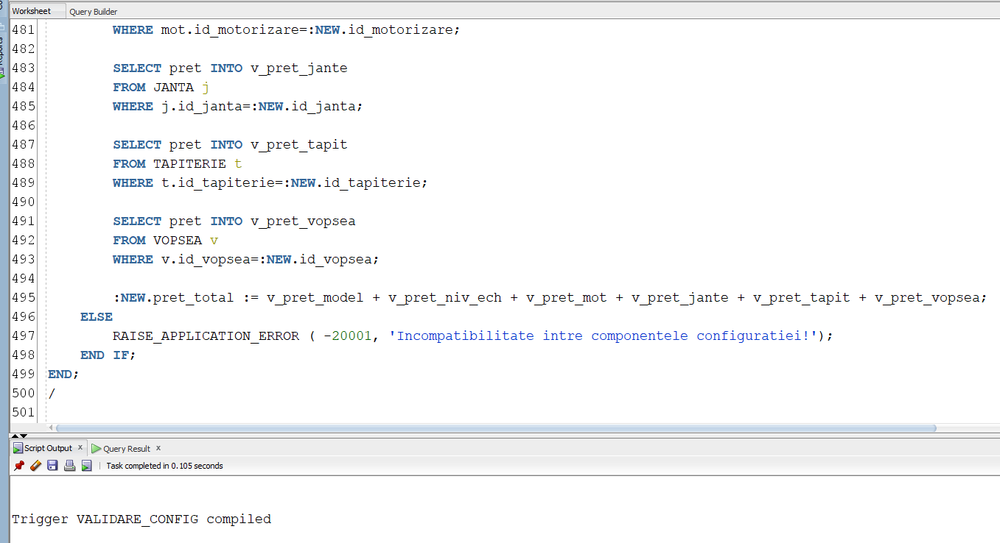 Worksheet Query Builder
481 WHERE mot.id_motorizare=:NEW.id_motorizare;
482
483 SELECT pret INTO v_pret_jante
484 FROM JANTA j
485 WHERE j.id_janta=:NEW.id_janta;
486
487 SELECT pret INTO v_pret_tapit
488 FROM TAPITERIE t
489 WHERE t.id_tapiterie=:NEW.id_tapiterie;
490
491 SELECT pret INTO v_pret_vopsea
492 FROM VOPSEA v
493 WHERE v.id_vopsea=:NEW.id_vopsea;
494
495 :NEW.pret_total := v_pret_model + v_pret_niv_ech + v_pret_mot + v_pret_jante + v_pret_tapit + v_pret_vopsea;
496 ELSE
497 RAISE_APPLICATION_ERROR ( -20001, 'Incompatibilitate intre componentele configuratiei!');
498 END IF;
499 END;
500 /
501
Script Output x Query Result x
Task completed in 0.105 seconds
Trigger VALIDARE_CONFIG compiled